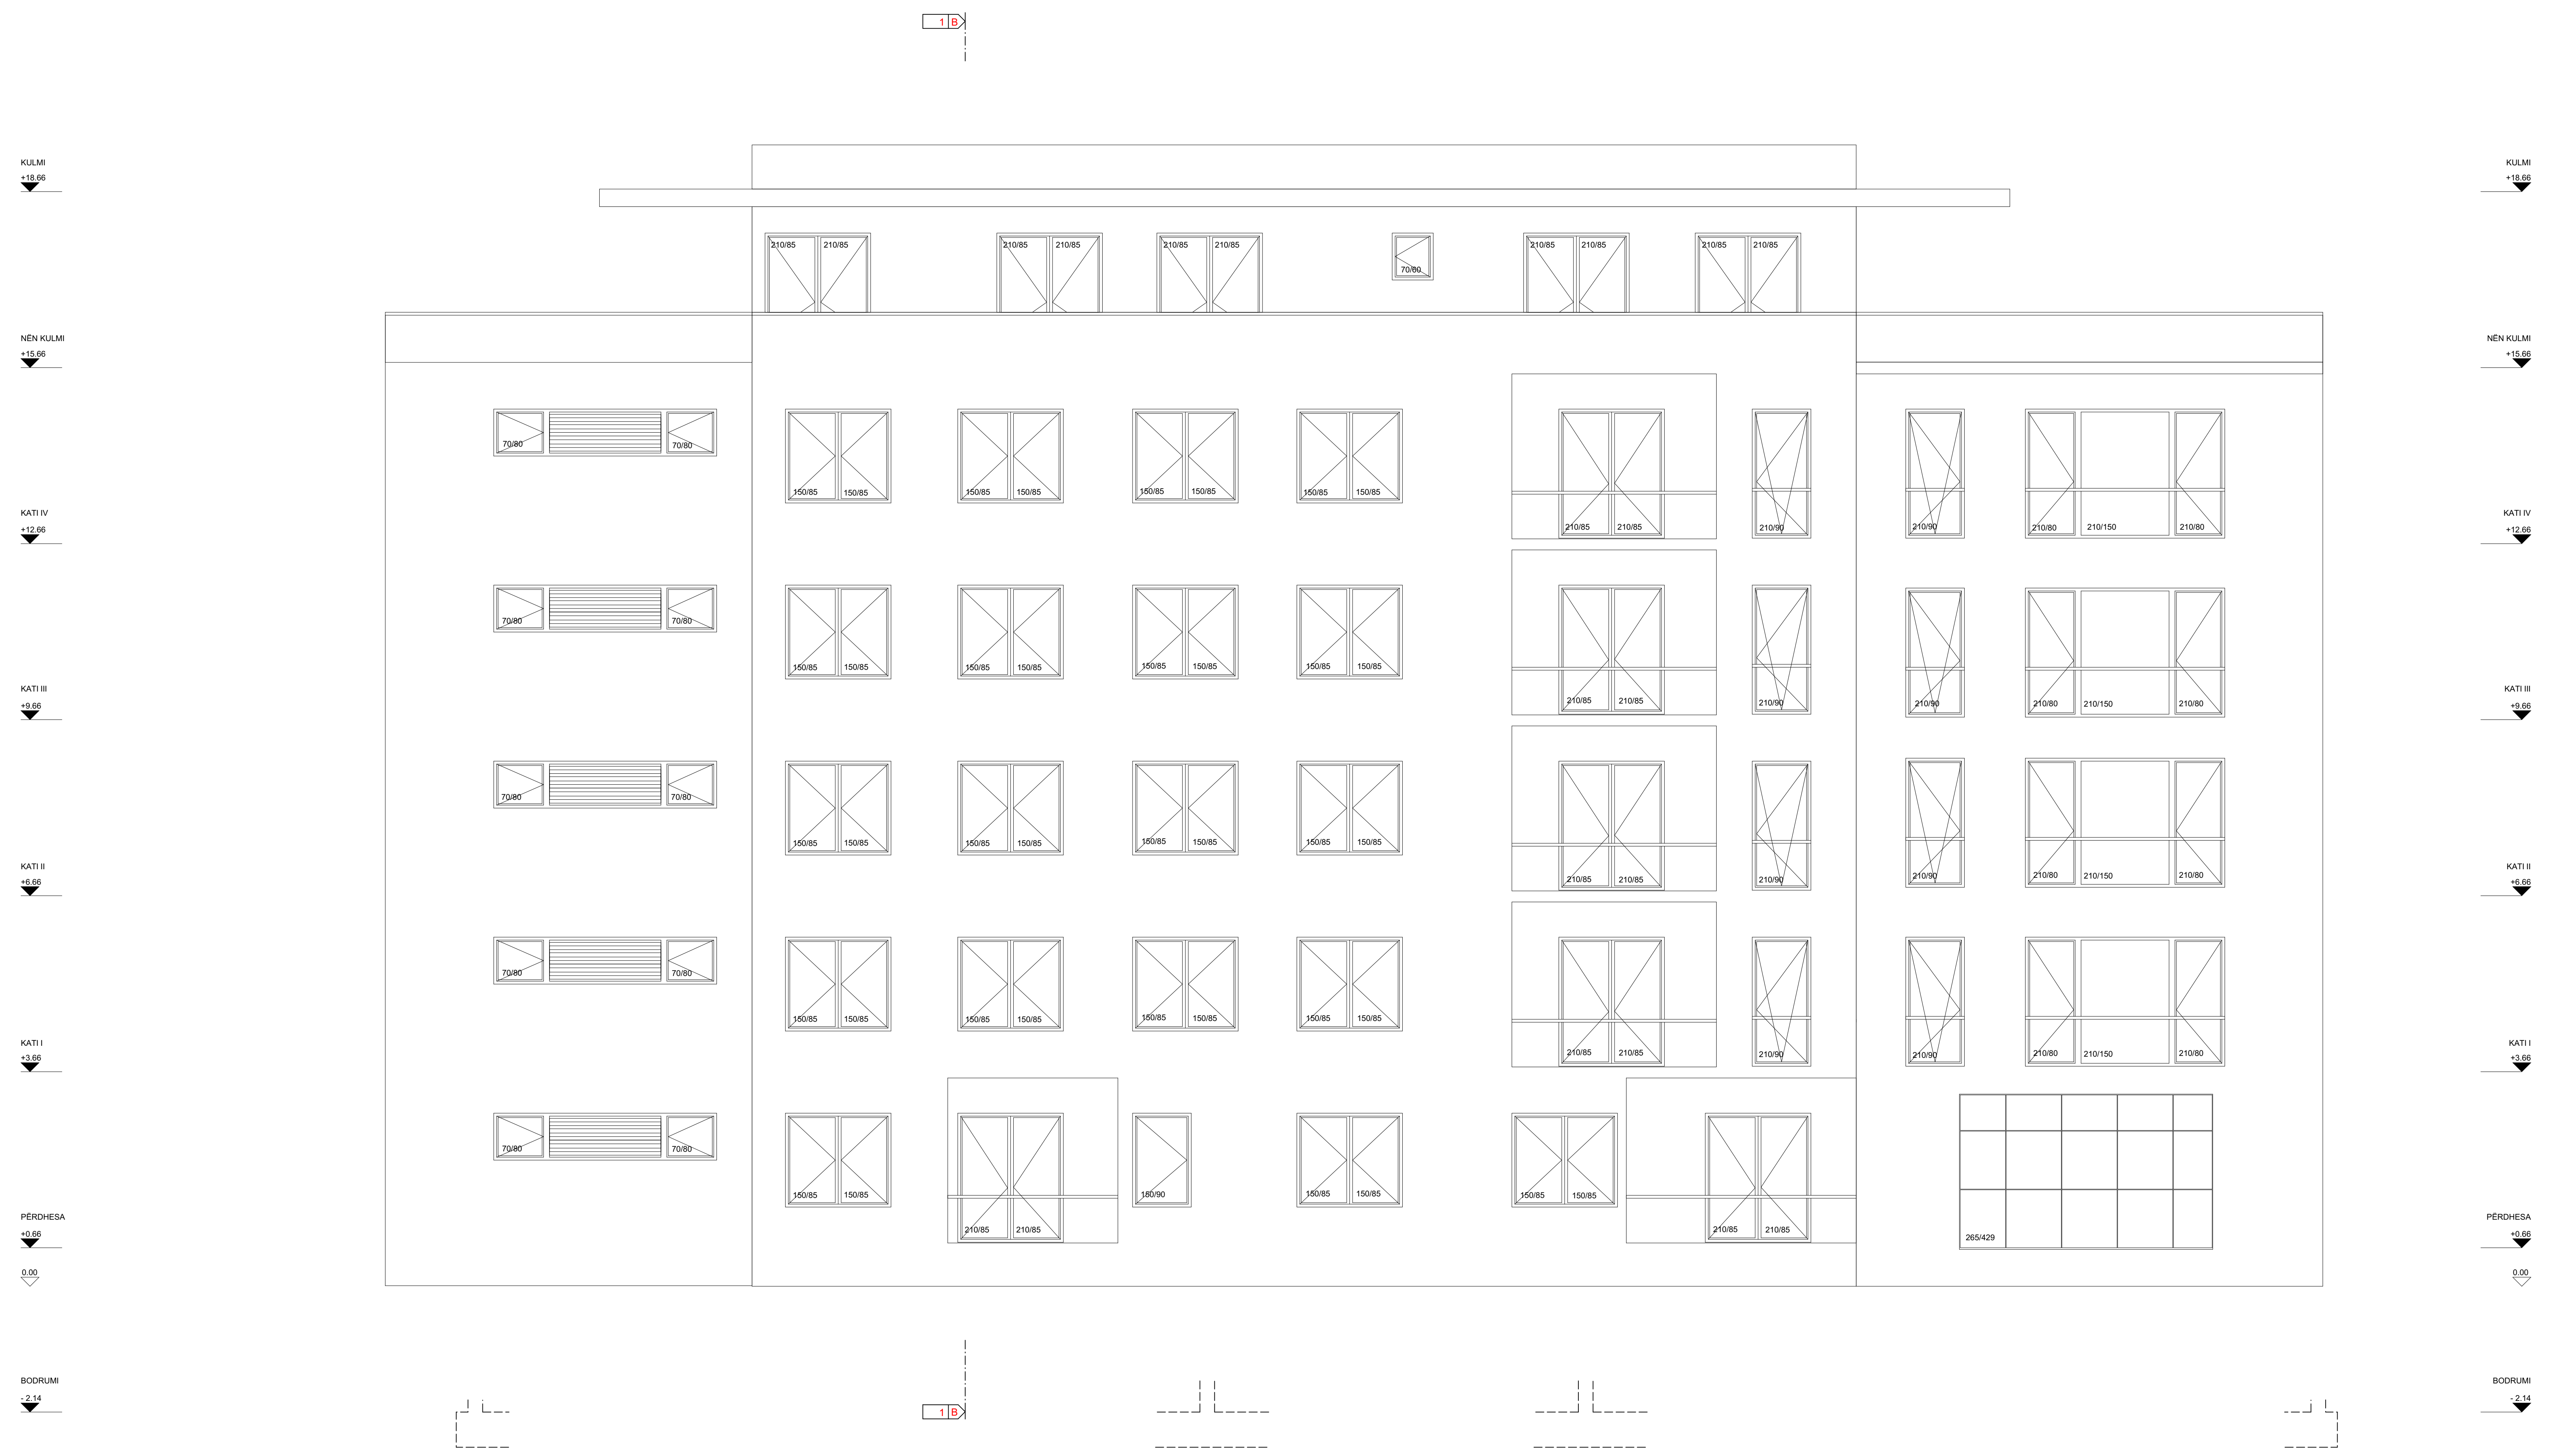 1 B
KULMI KULMI
+18.66 +18.66
210/85 210/85 210/85 210/85 210/85 210/85 210/85 210/85 210/85 210/85
70/60
NËN KULMI NËN KULMI
+15.66 +15.66
70/80 70/80
150/85 150/85 150/85 150/85 150/85 150/85 150/85 150/85
KATI IV KATI IV
+12.66 +12.66
210/85 210/85 210/90 210/90 210/80 210/150 210/80
70/80 70/80
150/85 150/85 150/85 150/85 150/85 150/85 150/85 150/85
KATI III KATI III
+9.66 +9.66
210/85 210/85 210/90 210/90 210/80 210/150 210/80
70/80 70/80
150/85 150/85 150/85 150/85 150/85 150/85 150/85 150/85
KATI II KATI II
+6.66 +6.66
210/85 210/85 210/90 210/90 210/80 210/150 210/80
70/80 70/80
150/85 150/85 150/85 150/85 150/85 150/85 150/85 150/85
KATI I KATI I
+3.66 +3.66
210/85 210/85 210/90 210/90 210/80 210/150 210/80
70/80 70/80
150/85 150/85 150/90 150/85 150/85 150/85 150/85
PËRDHESA PËRDHESA
+0.66 210/85 210/85 210/85 210/85 265/429 +0.66
0.00 0.00
BODRUMI BODRUMI
- 2.14 - 2.14
1 B